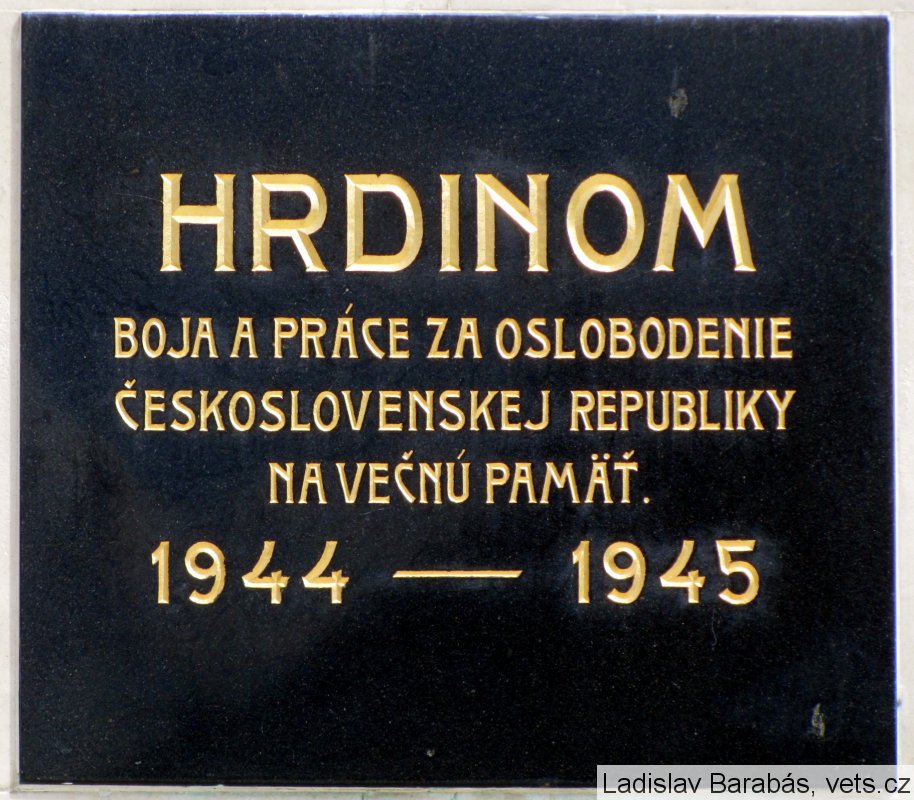 HRDINOM
BOJA A PRÁCE ZA OSLOBODENIE
ČESKOSLOVENSKEJ REPUBLIKY
NA VEČNÚ PAMÄŤ.
1944 — 1945
Ladislav Barabás, vets.cz